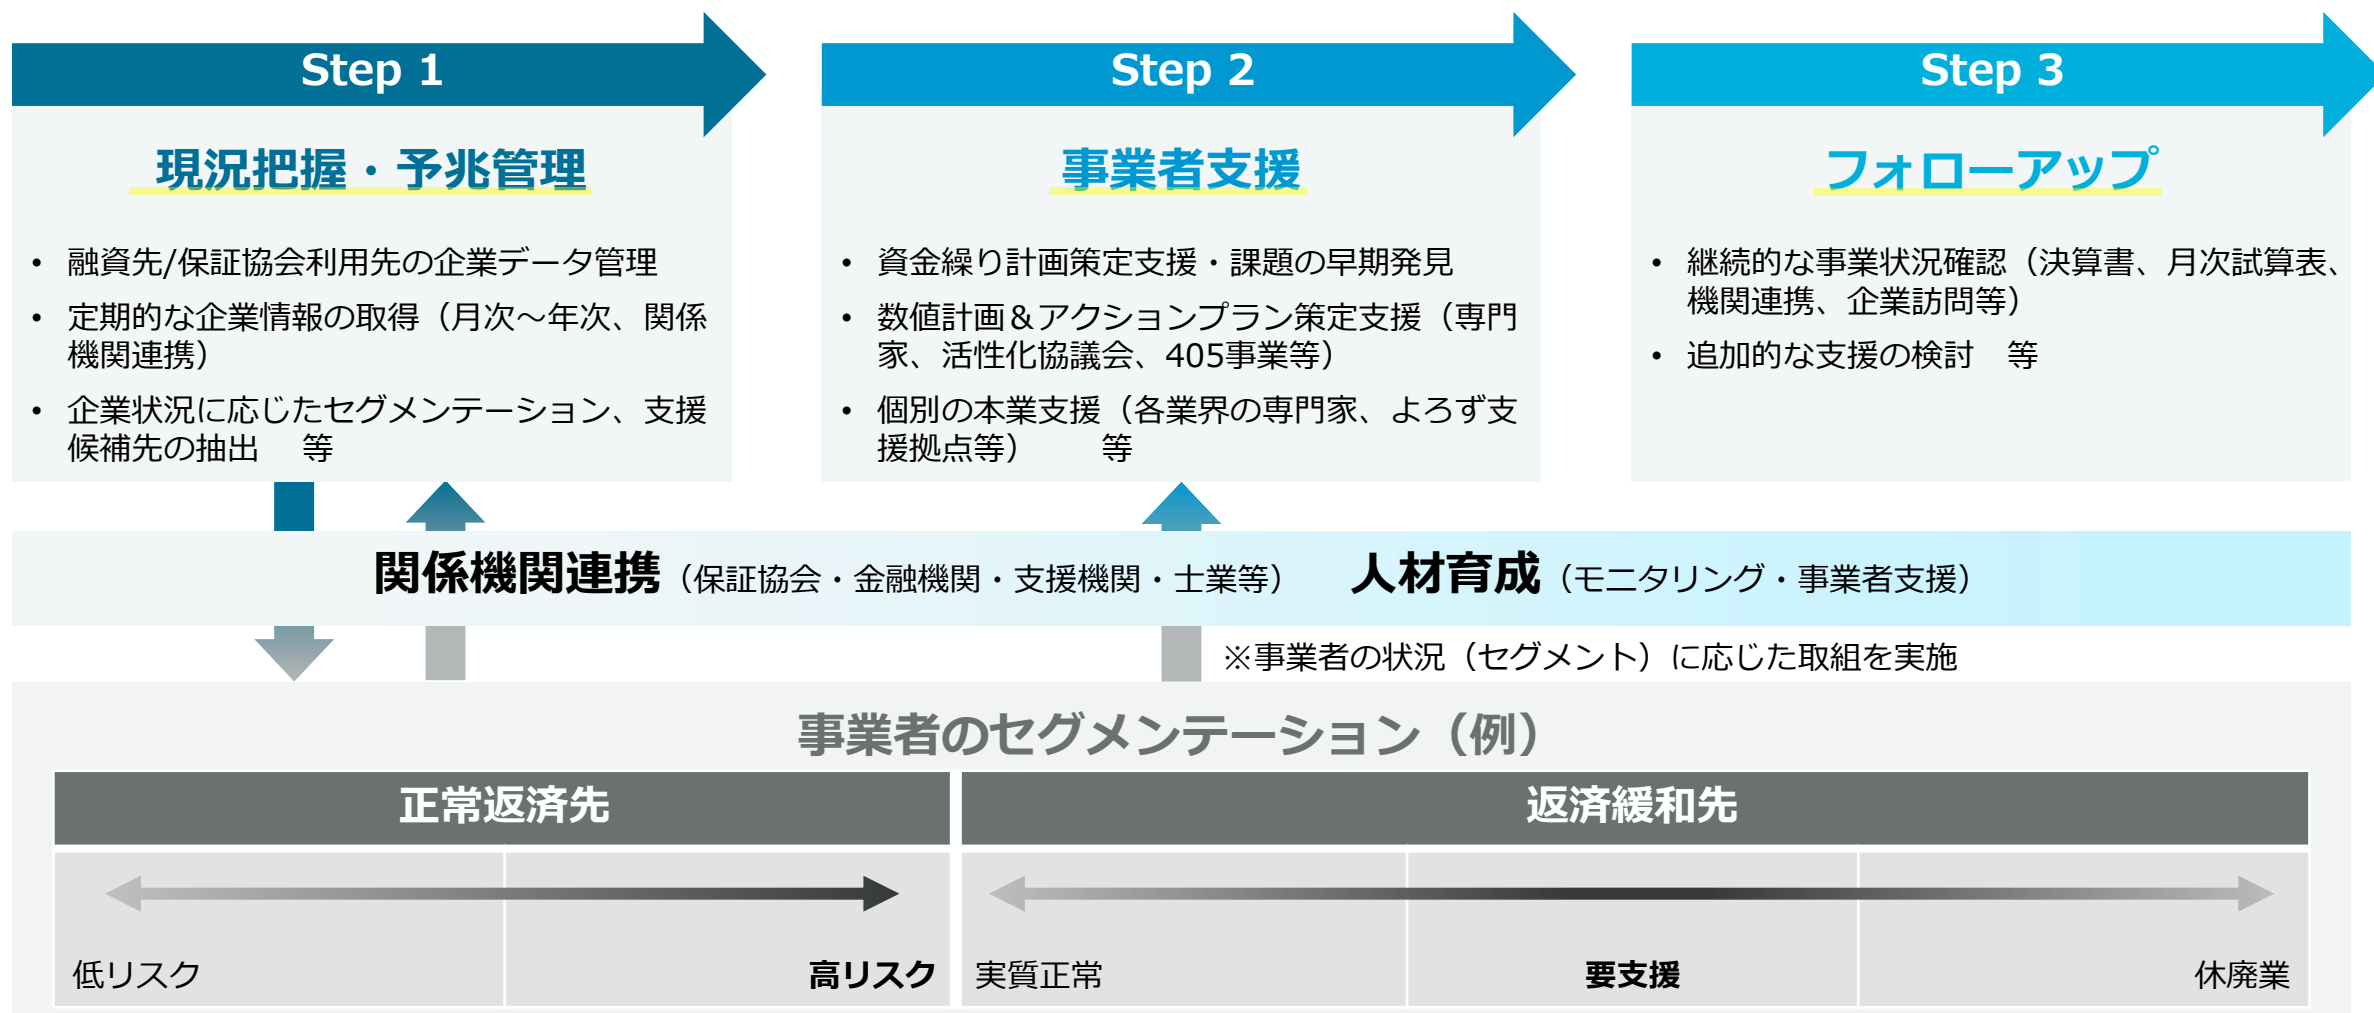 Step 1
現況把握・予兆管理
• 融資先/保証協会利用先の企業データ管理
• 定期的な企業情報の取得（月次～年次、関係
機関連携）
• 企業状況に応じたセグメンテーション、支援
候補先の抽出　等
Step 2
事業者支援
• 資金繰り計画策定支援・課題の早期発見
• 数値計画＆アクションプラン策定支援（専門
家、活性化協議会、405事業等）
• 個別の本業支援（各業界の専門家、よろず支
援拠点等）　　等
Step 3
フォローアップ
• 継続的な事業状況確認（決算書、月次試算表、
機関連携、企業訪問等）
• 追加的な支援の検討　等
関係機関連携（保証協会・金融機関・支援機関・士業等）　人材育成（モニタリング・事業者支援）
※事業者の状況（セグメント）に応じた取組を実施
事業者のセグメンテーション（例）
正常返済先
返済緩和先
低リスク
高リスク
実質正常
要支援
休廃業